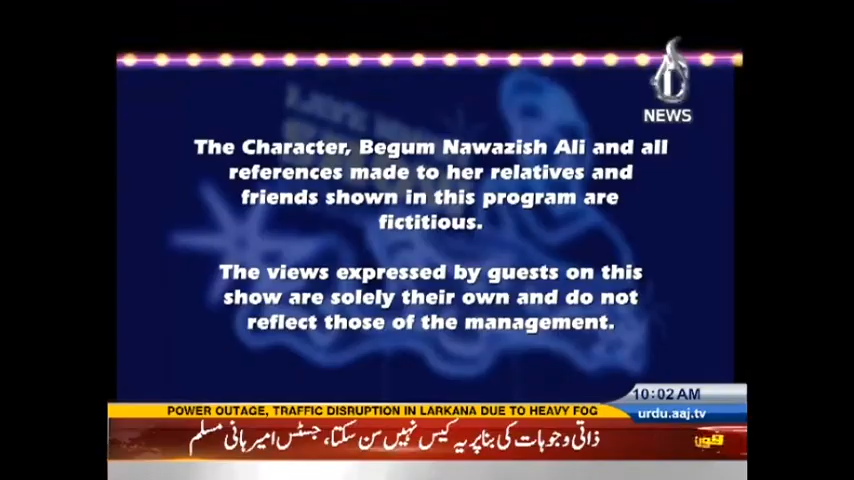 NEWS
The Character, Begum Nawazish Ali and all
references made to her relatives and
friends shown in this program are
fictitious.
The views expressed by guests on this
show are solely their own and do not
reflect those of the management.
10:02 AM
POWER OUTAGE, TRAFFIC DISRUPTION IN LARKANA DUE TO HEAVY FOG
urdu.aaj.tv
ذاتی وجوہات کی بنا پر یہ کیس نہیں سن سکتا، جسٹس امیر ہانی مسلم